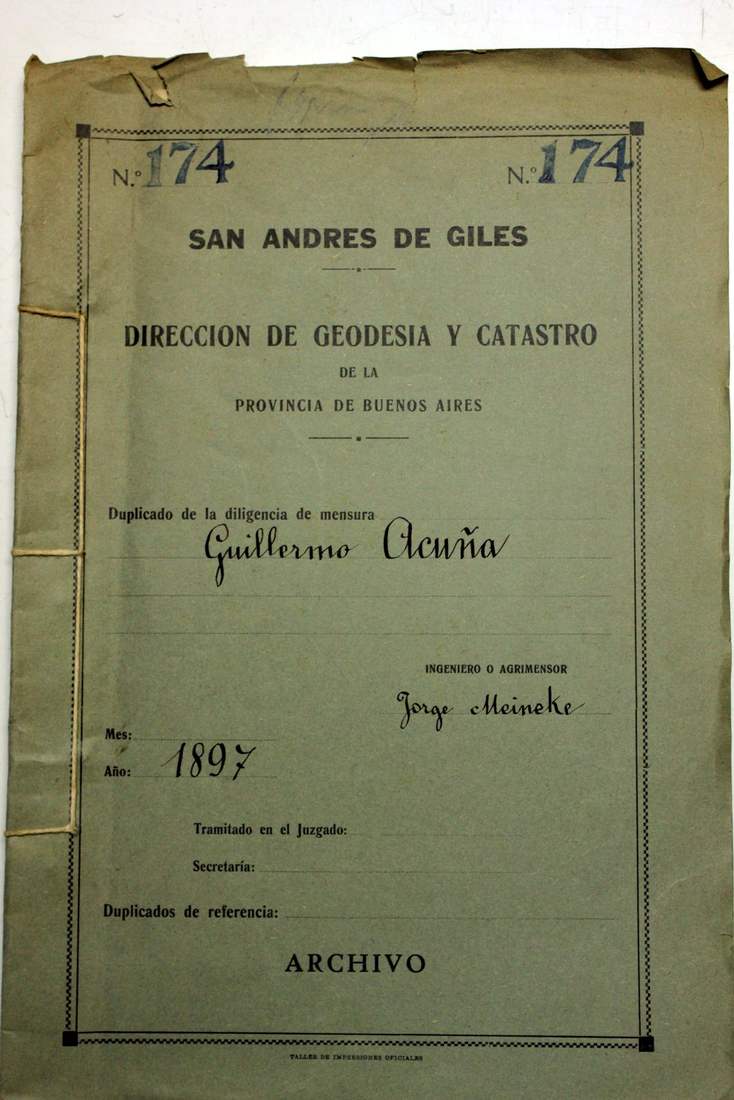 N.º 174 N.º 174
SAN ANDRES DE GILES
DIRECCION DE GEODESIA Y CATASTRO
DE LA
PROVINCIA DE BUENOS AIRES
Duplicado de la diligencia de mensura
Guillermo Acuña
INGENIERO O AGRIMENSOR
Jorge Meineke
Mes:
Año: 1897
Tramitado en el Juzgado:
Secretaría:
Duplicados de referencia:
ARCHIVO
TALLER DE IMPRESIONES OFICIALES